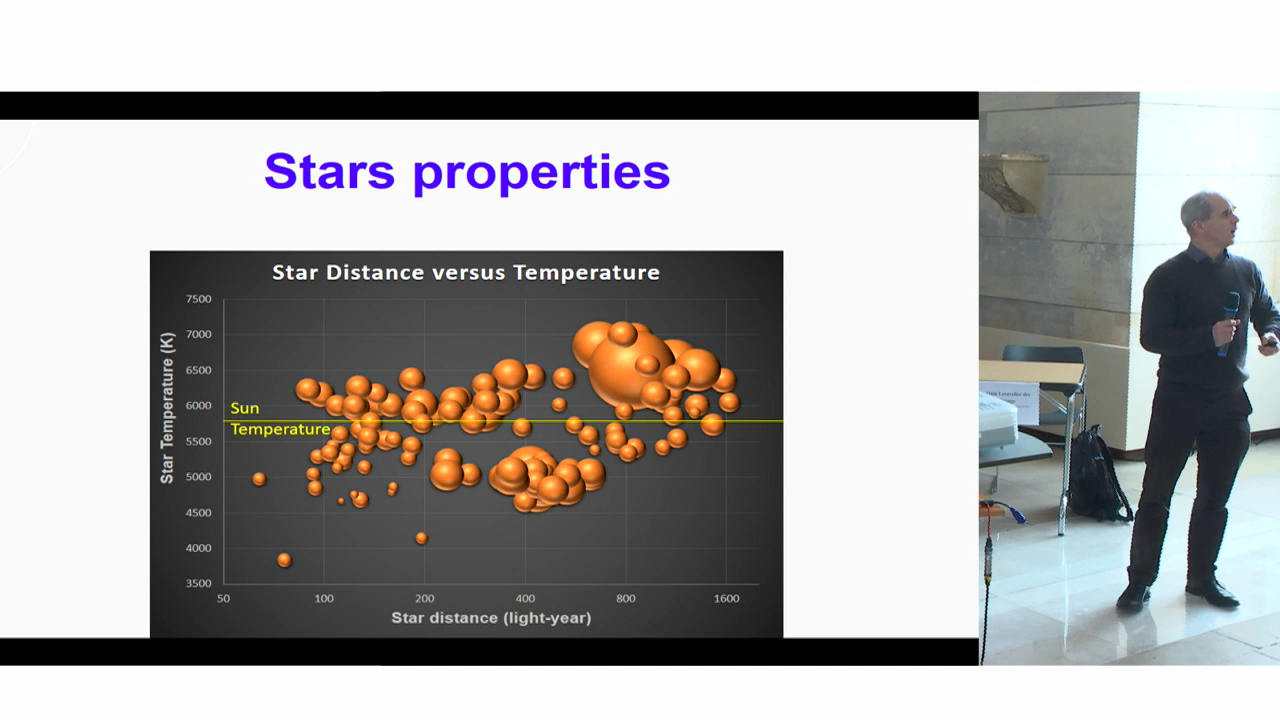 Stars properties
Star Distance versus Temperature
Star Temperature (K)
7500
7000
6500
6000
5500
5000
4500
4000
3500
Sun
Temperature
50
100
200
400
800
1600
Star distance (light-year)